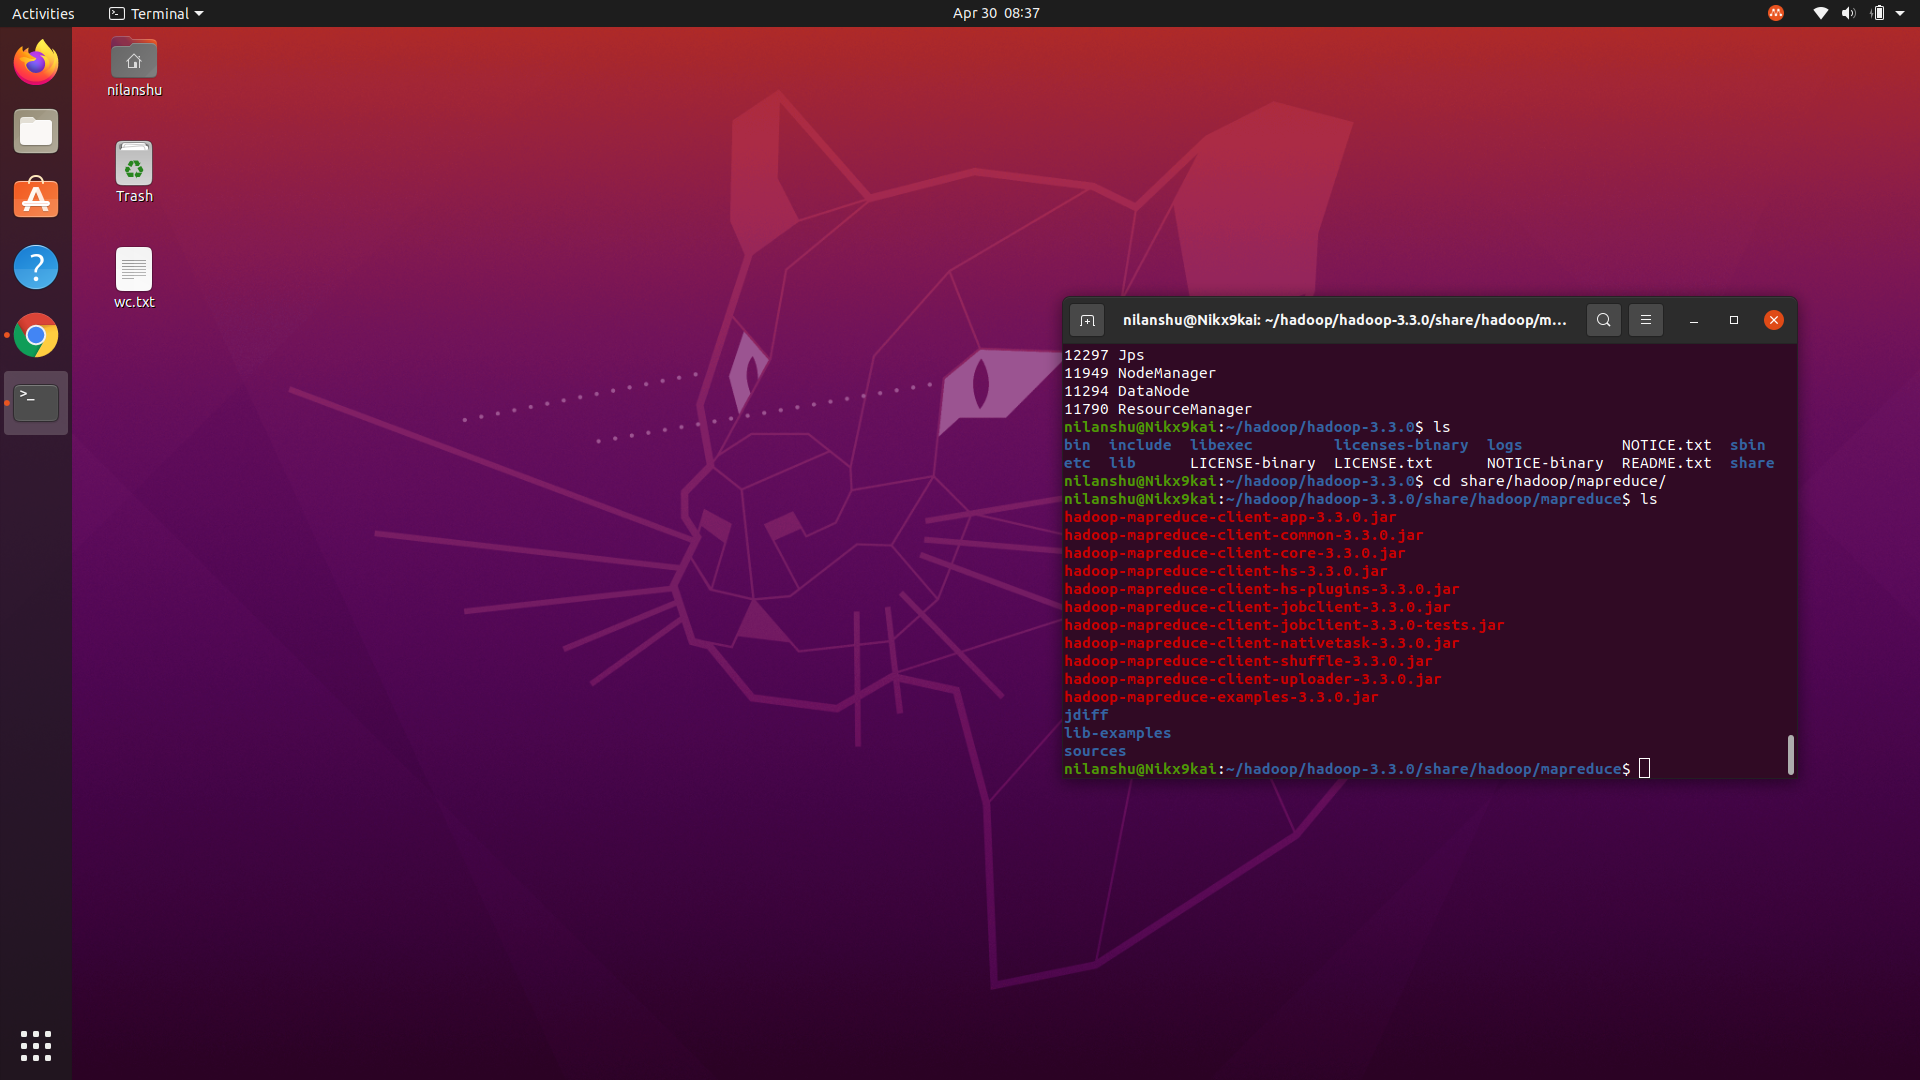 Activities Terminal Apr 30 08:37
nilanshu
Trash
wc.txt
nilanshu@Nikx9kai: ~/hadoop/hadoop-3.3.0/share/hadoop/m...
12297 Jps
11949 NodeManager
11294 DataNode
11790 ResourceManager
nilanshu@Nikx9kai:~/hadoop/hadoop-3.3.0$ ls
bin include libexec licenses-binary logs NOTICE.txt sbin
etc lib LICENSE-binary LICENSE.txt NOTICE-binary README.txt share
nilanshu@Nikx9kai:~/hadoop/hadoop-3.3.0$ cd share/hadoop/mapreduce/
nilanshu@Nikx9kai:~/hadoop/hadoop-3.3.0/share/hadoop/mapreduce$ ls
hadoop-mapreduce-client-app-3.3.0.jar
hadoop-mapreduce-client-common-3.3.0.jar
hadoop-mapreduce-client-core-3.3.0.jar
hadoop-mapreduce-client-hs-3.3.0.jar
hadoop-mapreduce-client-hs-plugins-3.3.0.jar
hadoop-mapreduce-client-jobclient-3.3.0.jar
hadoop-mapreduce-client-jobclient-3.3.0-tests.jar
hadoop-mapreduce-client-nativetask-3.3.0.jar
hadoop-mapreduce-client-shuffle-3.3.0.jar
hadoop-mapreduce-client-uploader-3.3.0.jar
hadoop-mapreduce-examples-3.3.0.jar
jdiff
lib-examples
sources
nilanshu@Nikx9kai:~/hadoop/hadoop-3.3.0/share/hadoop/mapreduce$